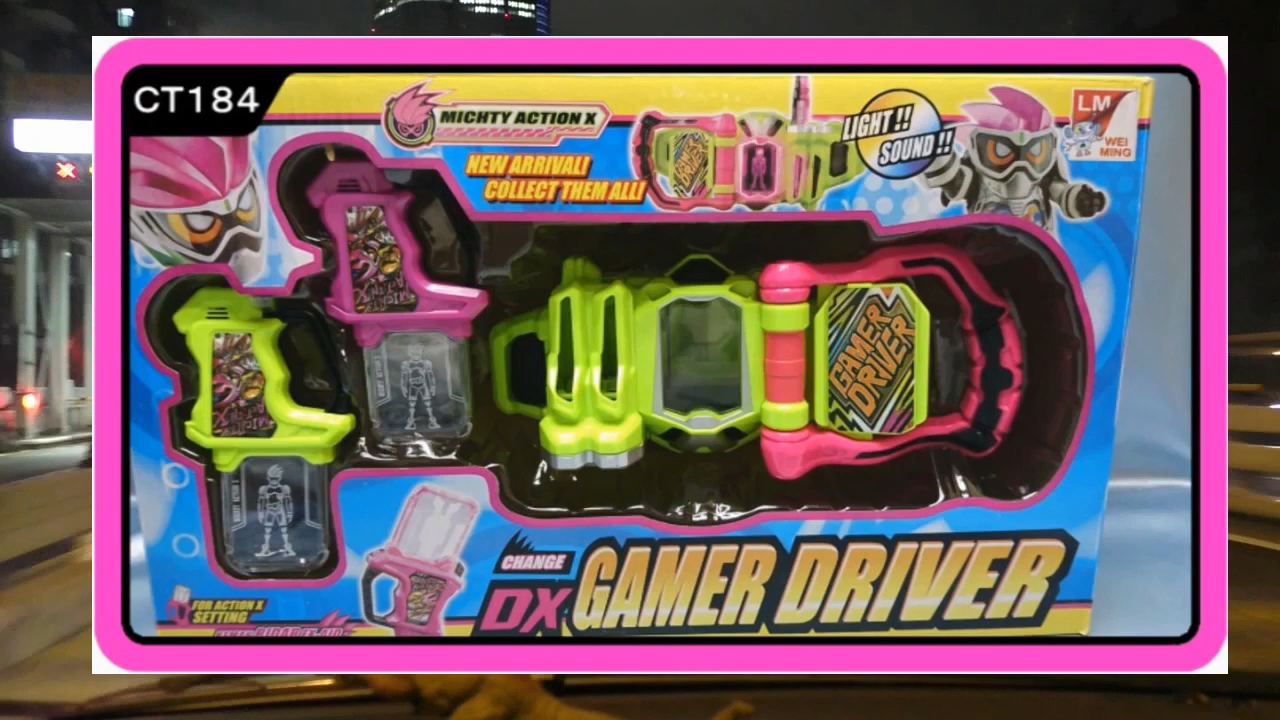 CT184
MIGHTY ACTION X
NEW ARRIVAL!
COLLECT THEM ALL!
LIGHT!!
SOUND!!
LM
WEI
MING
GAMER
DRIVER
CHANGE
DX GAMER DRIVER
FOR ACTION X
SETTING